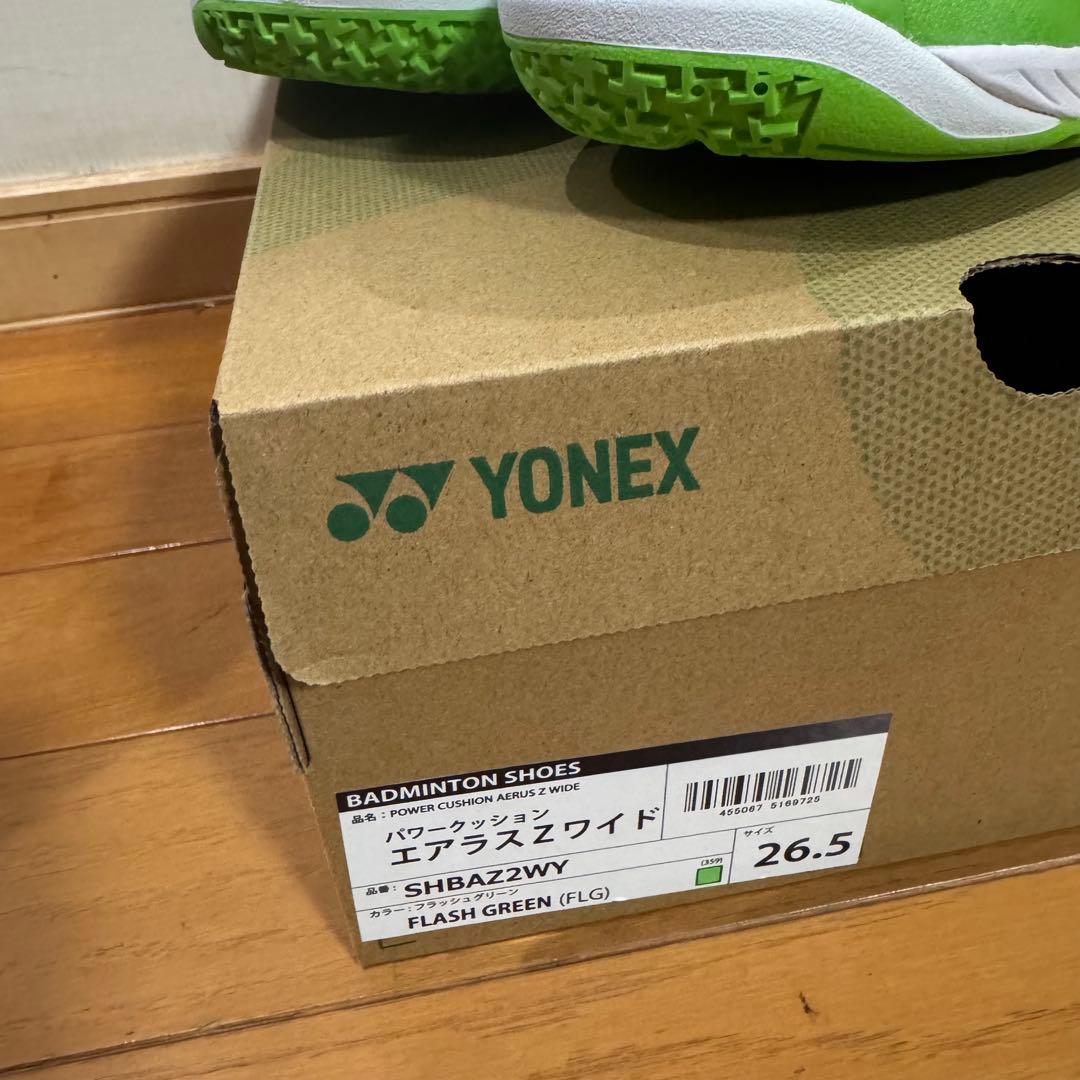 YONEX
BADMINTON SHOES
品名：POWER CUSHION AERUS Z WIDE
パワークッション
エアラスZワイド
455067 5169725
品番：SHBAZ2WY
(359)
サイズ
26.5
カラー：フラッシュグリーン
FLASH GREEN (FLG)